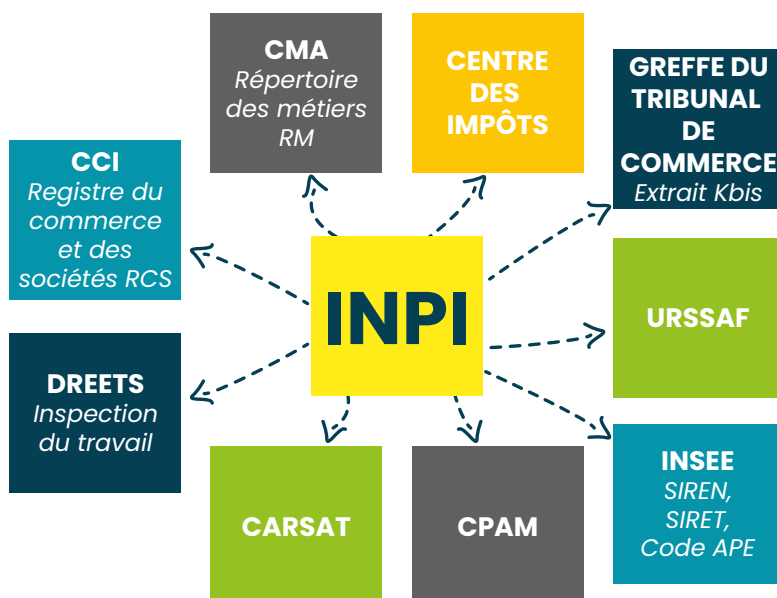 CMA
Répertoire
des métiers
RM
CENTRE
DES
IMPÔTS
GREFFE DU
TRIBUNAL
DE
COMMERCE
Extrait Kbis
CCI
Registre du
commerce
et des
sociétés RCS
INPI
URSSAF
DREETS
Inspection
du travail
CARSAT
CPAM
INSEE
SIREN,
SIRET,
Code APE